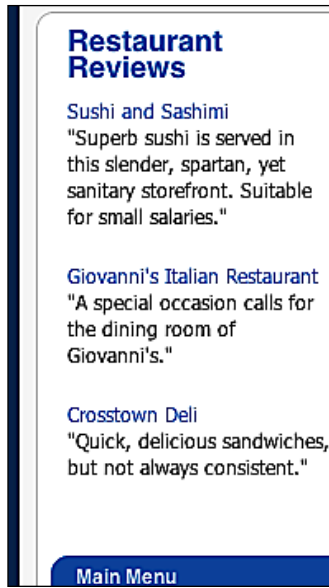 Restaurant
Reviews
Sushi and Sashimi
"Superb sushi is served in
this slender, spartan, yet
sanitary storefront. Suitable
for small salaries."
Giovanni's Italian Restaurant
"A special occasion calls for
the dining room of
Giovanni's."
Crosstown Deli
"Quick, delicious sandwiches,
but not always consistent."
Main Menu